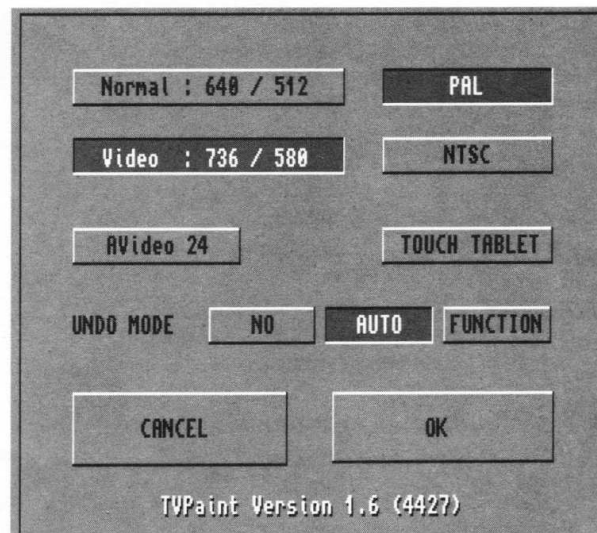 Normal : 640 / 512 PAL
Video : 736 / 580 NTSC
AVideo 24 TOUCH TABLET
UNDO MODE NO AUTO FUNCTION
CANCEL OK
TVPaint Version 1.6 (4427)